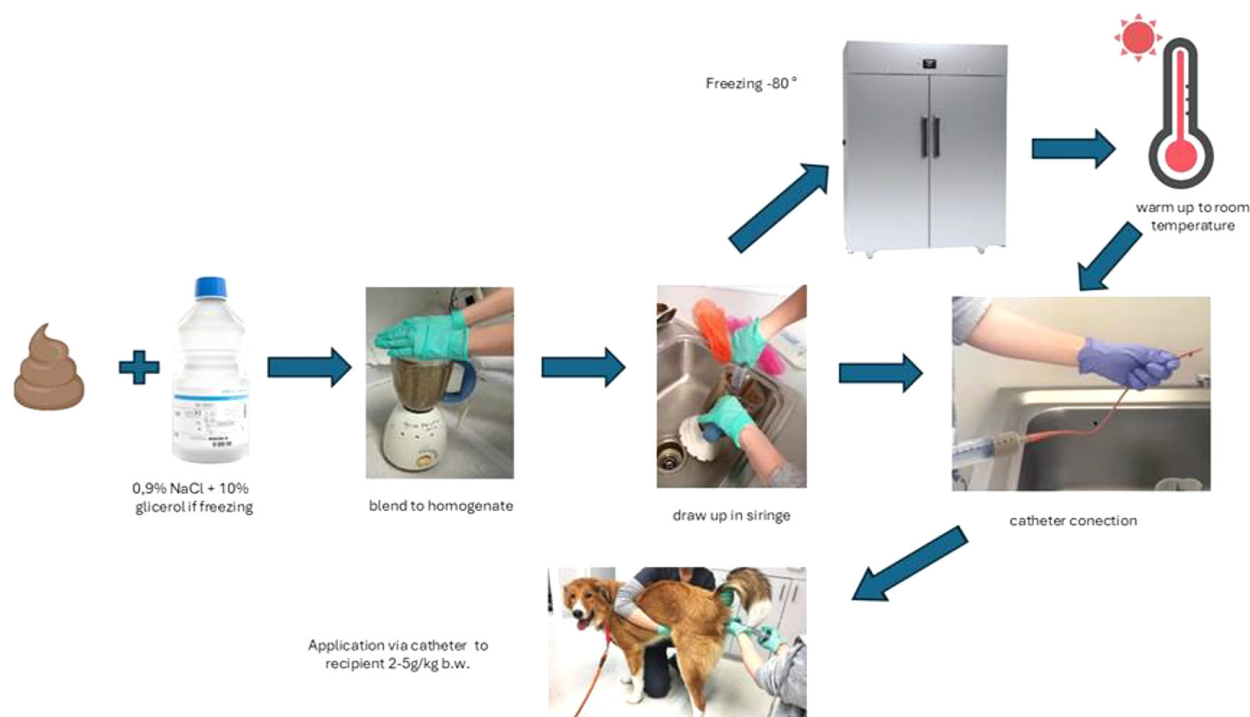 Freezing -80°
warm up to room
temperature
0,9% NaCl + 10%
glicerol if freezing
blend to homogenate
draw up in siringe
catheter conection
Application via catheter to
recipient 2-5g/kg b.w.